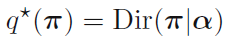 q⋆(π) = Dir(π|α)